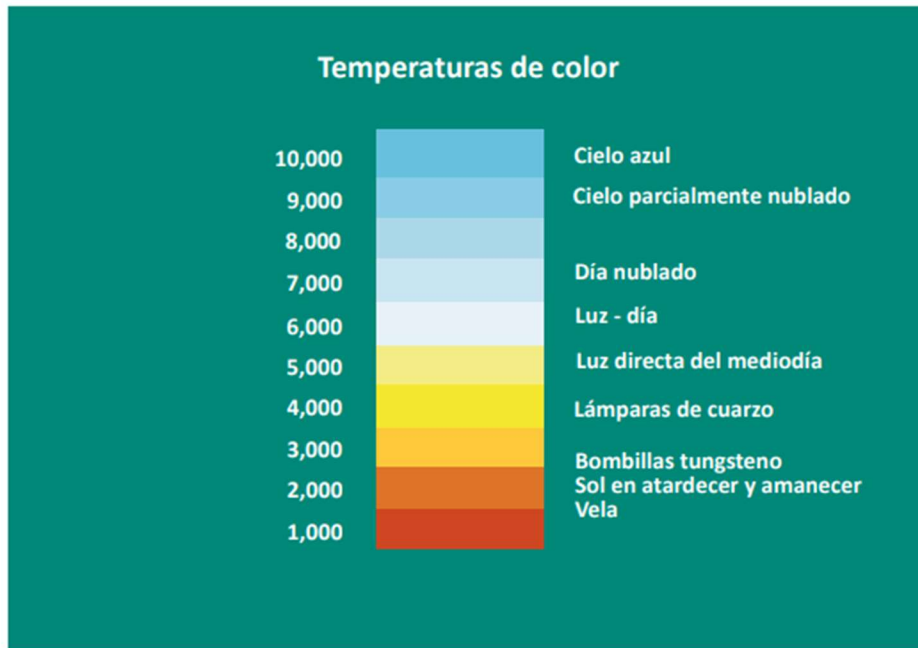 Temperaturas de color
10,000 Cielo azul
9,000 Cielo parcialmente nublado
8,000
7,000 Día nublado
6,000 Luz - día
5,000 Luz directa del mediodía
4,000 Lámparas de cuarzo
3,000 Bombillas tungsteno
2,000 Sol en atardecer y amanecer
Vela
1,000